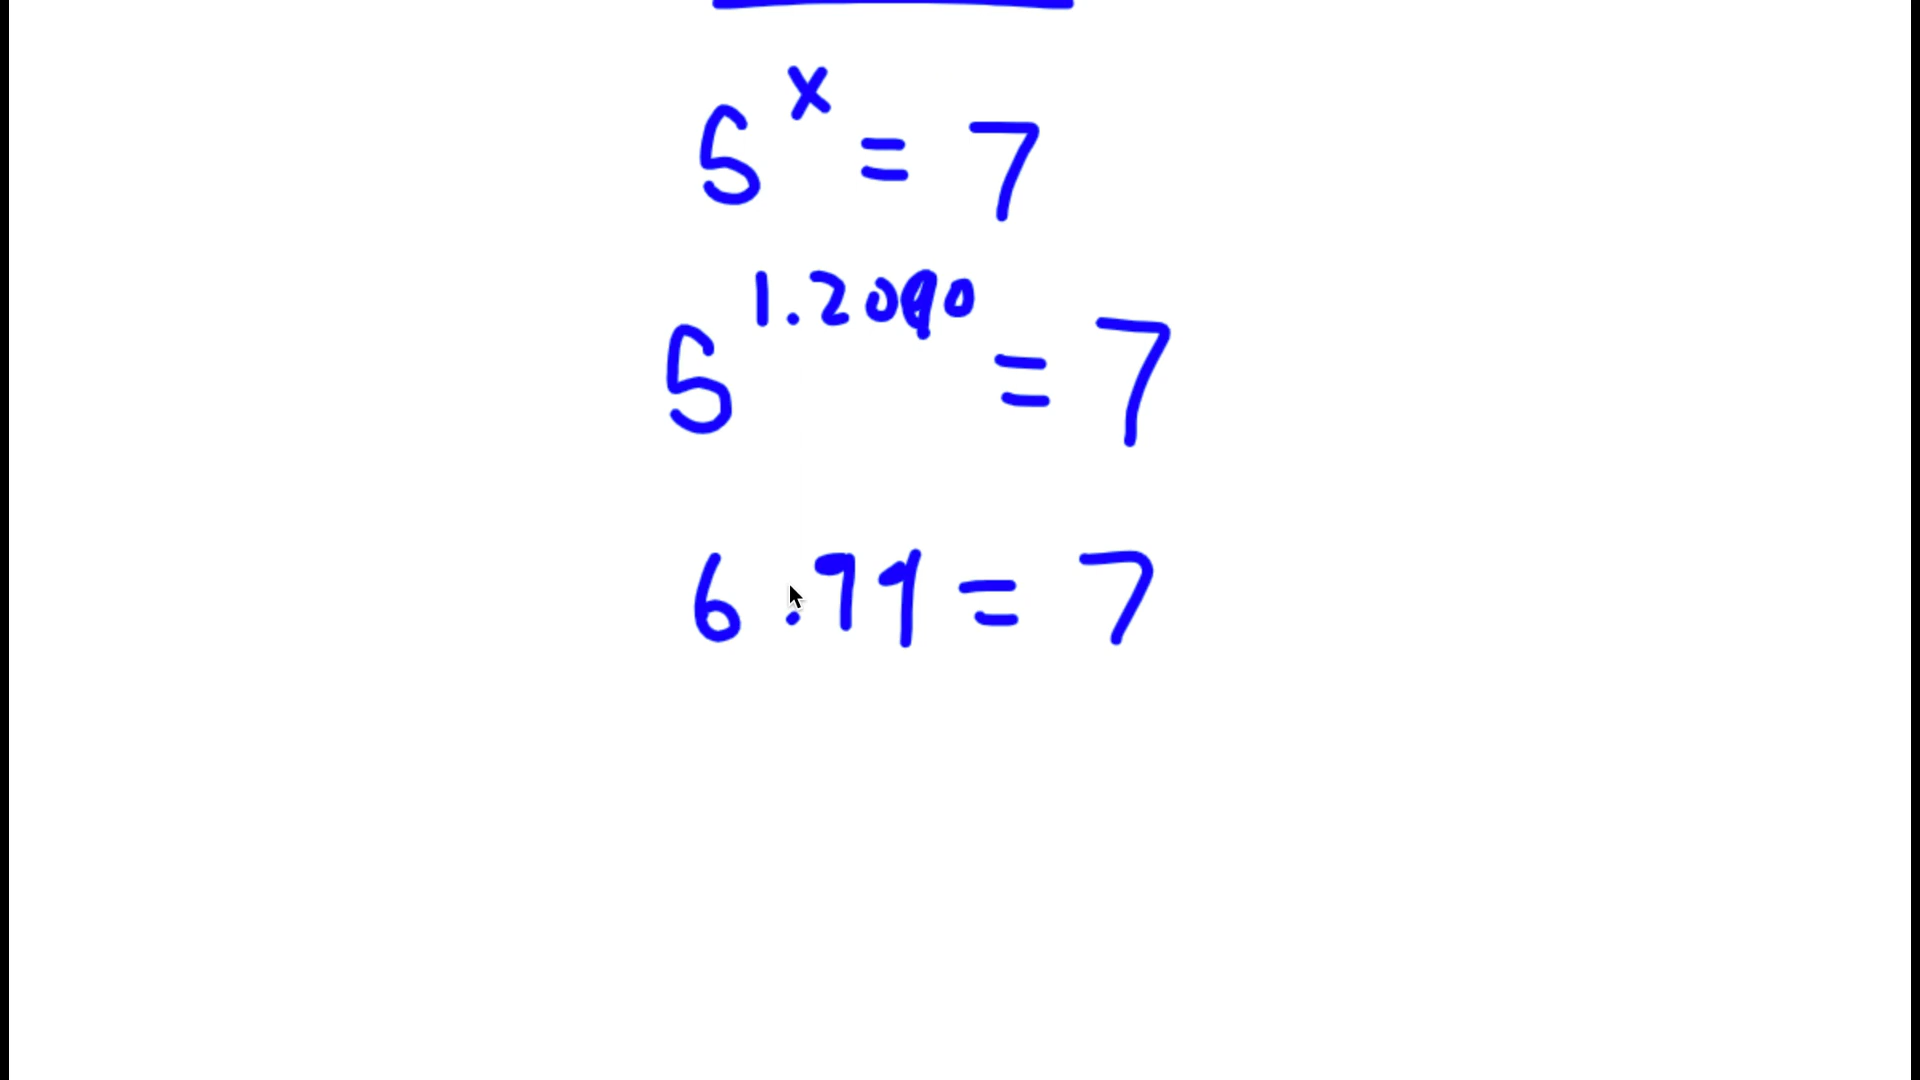 5^x = 7
5^1.2090 = 7
6.99 = 7